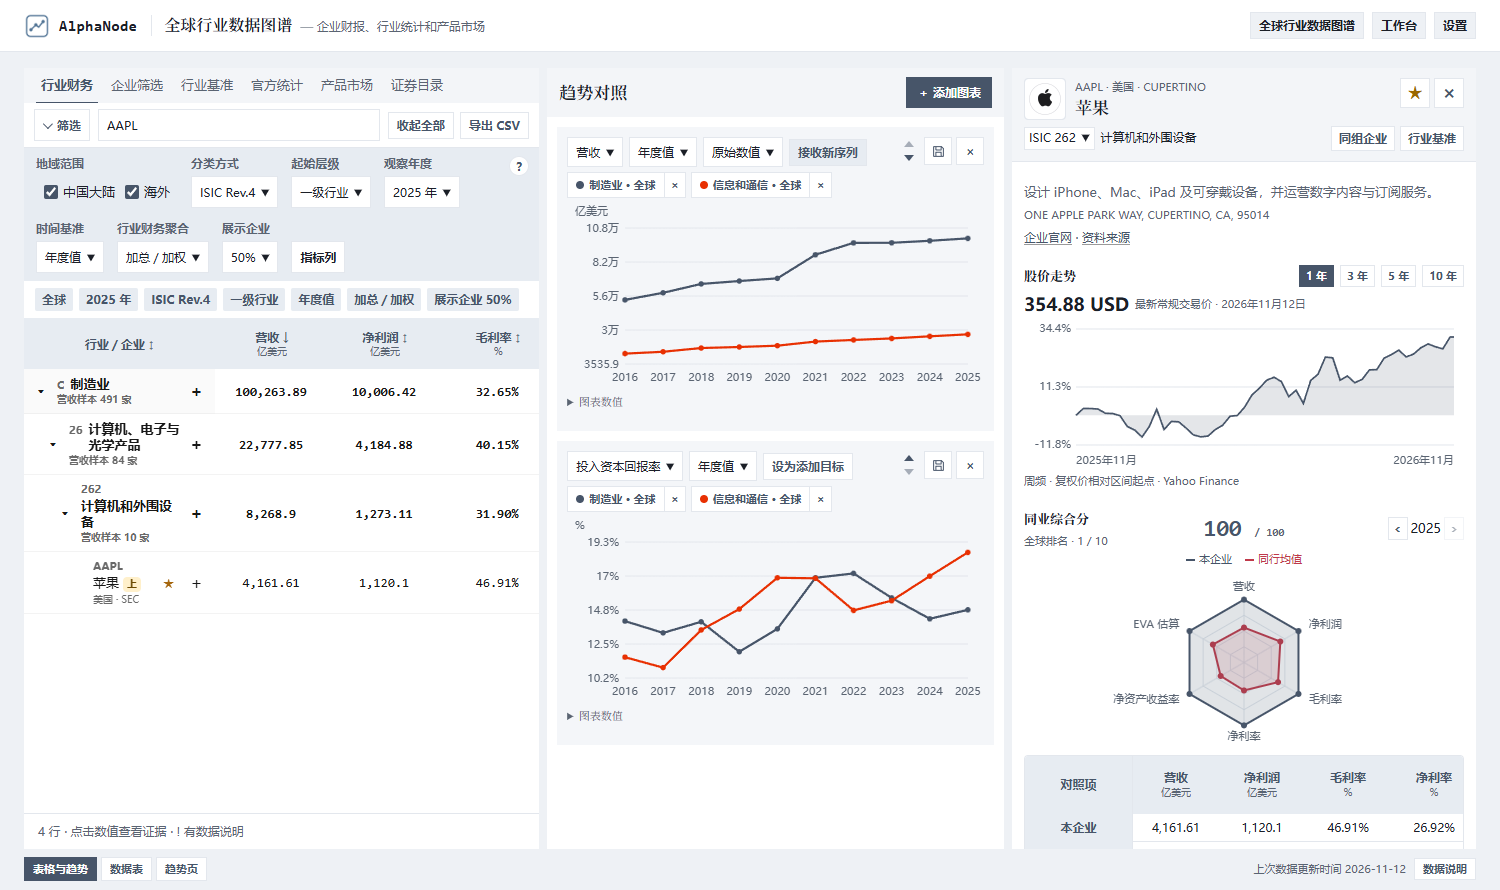 AlphaNode
全球行业数据图谱 — 企业财报、行业统计和产品市场
全球行业数据图谱 工作台 设置
行业财务 企业筛选 行业基准 官方统计 产品市场 证券目录
筛选 AAPL 收起全部 导出 CSV
地域范围 分类方式 起始层级 观察年度 ?
中国大陆 海外 ISIC Rev.4 ▼ 一级行业 ▼ 2025 年 ▼
时间基准 行业财务聚合 展示企业
年度值 ▼ 加总 / 加权 ▼ 50% ▼ 指标列
全球 2025 年 ISIC Rev.4 一级行业 年度值 加总 / 加权 展示企业 50%
行业 / 企业 ↕ 营收 ↓ 净利润 ↕ 毛利率 ↕
亿美元 亿美元 %
C 制造业 + 100,263.89 10,006.42 32.65%
营收样本 491 家
26 计算机、电子与
光学产品 + 22,777.85 4,184.88 40.15%
营收样本 84 家
262
计算机和外围设
备 + 8,268.9 1,273.11 31.90%
营收样本 10 家
AAPL
苹果 上 ★ + 4,161.61 1,120.1 46.91%
美国 · SEC
4 行 · 点击数值查看证据 · ! 有数据说明
表格与趋势 数据表 趋势页
趋势对照 + 添加图表
营收 ▼ 年度值 ▼ 原始数值 ▼ 接收新序列 ×
制造业 • 全球 × 信息和通信 • 全球 ×
亿美元
10.8万
8.2万
5.6万
3万
3535.9
2016 2017 2018 2019 2020 2021 2022 2023 2024 2025
▶ 图表数值
投入资本回报率 ▼ 年度值 ▼ 设为添加目标 ×
制造业 • 全球 × 信息和通信 • 全球 ×
%
19.3%
17%
14.8%
12.5%
10.2%
2016 2017 2018 2019 2020 2021 2022 2023 2024 2025
▶ 图表数值
AAPL · 美国 · CUPERTINO ★ ×
苹果
ISIC 262 ▼ 计算机和外围设备 同组企业 行业基准
设计 iPhone、Mac、iPad 及可穿戴设备，并运营数字内容与订阅服务。
ONE APPLE PARK WAY, CUPERTINO, CA, 95014
企业官网 · 资料来源
股价走势 1 年 3 年 5 年 10 年
354.88 USD 最新常规交易价 · 2026年11月12日
34.4%
11.3%
-11.8%
2025年11月 2026年11月
周频 · 复权价相对区间起点 · Yahoo Finance
同业综合分 100 / 100 ‹ 2025 ›
全球排名 · 1 / 10
本企业 同行均值
营收
EVA 估算 净利润
净资产收益率 毛利率
净利率
对照项 营收 净利润 毛利率 净利率
亿美元 亿美元 % %
本企业 4,161.61 1,120.1 46.91% 26.92%
上次数据更新时间 2026-11-12 数据说明